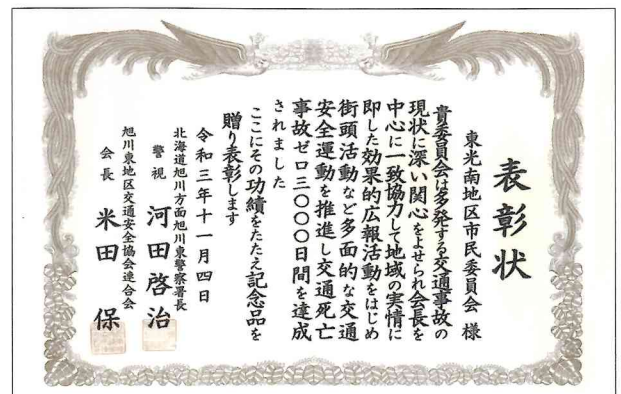 表彰状
東光南地区市民委員会 様
貴委員会は多発する交通事故の
現状に深い関心をよせられ会長を
中心に一致協力して地域の実情に
即した効果的広報活動をはじめ
街頭活動など多面的な交通
安全運動を推進し交通死亡
事故ゼロ三〇〇〇日間を達成
されました
ここにその功績をたたえ記念品を
贈り表彰します
令和三年十一月四日
北海道旭川方面旭川東警察署長
警視 河田啓治
旭川東地区交通安全協会連合会
会長 米田保